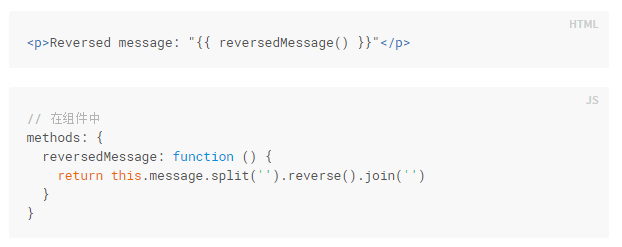 HTML
<p>Reversed message: "{{ reversedMessage() }}"</p>
JS
// 在组件中
methods: {
  reversedMessage: function () {
    return this.message.split('').reverse().join('')
  }
}